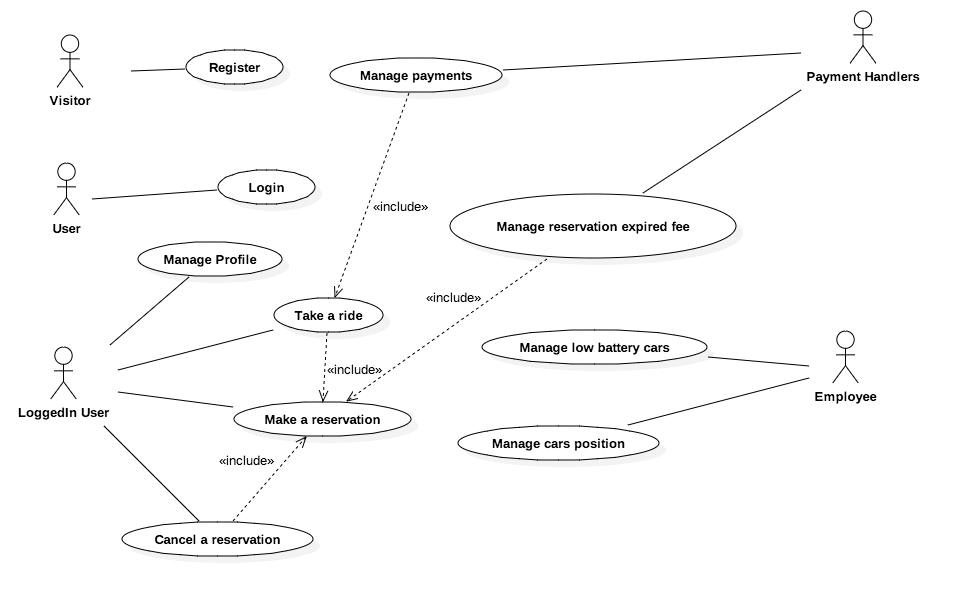 Visitor
Register
Manage payments
Payment Handlers
User
Login
«include»
Manage reservation expired fee
Manage Profile
«include»
Take a ride
Manage low battery cars
«include»
LoggedIn User
Employee
Make a reservation
Manage cars position
«include»
Cancel a reservation